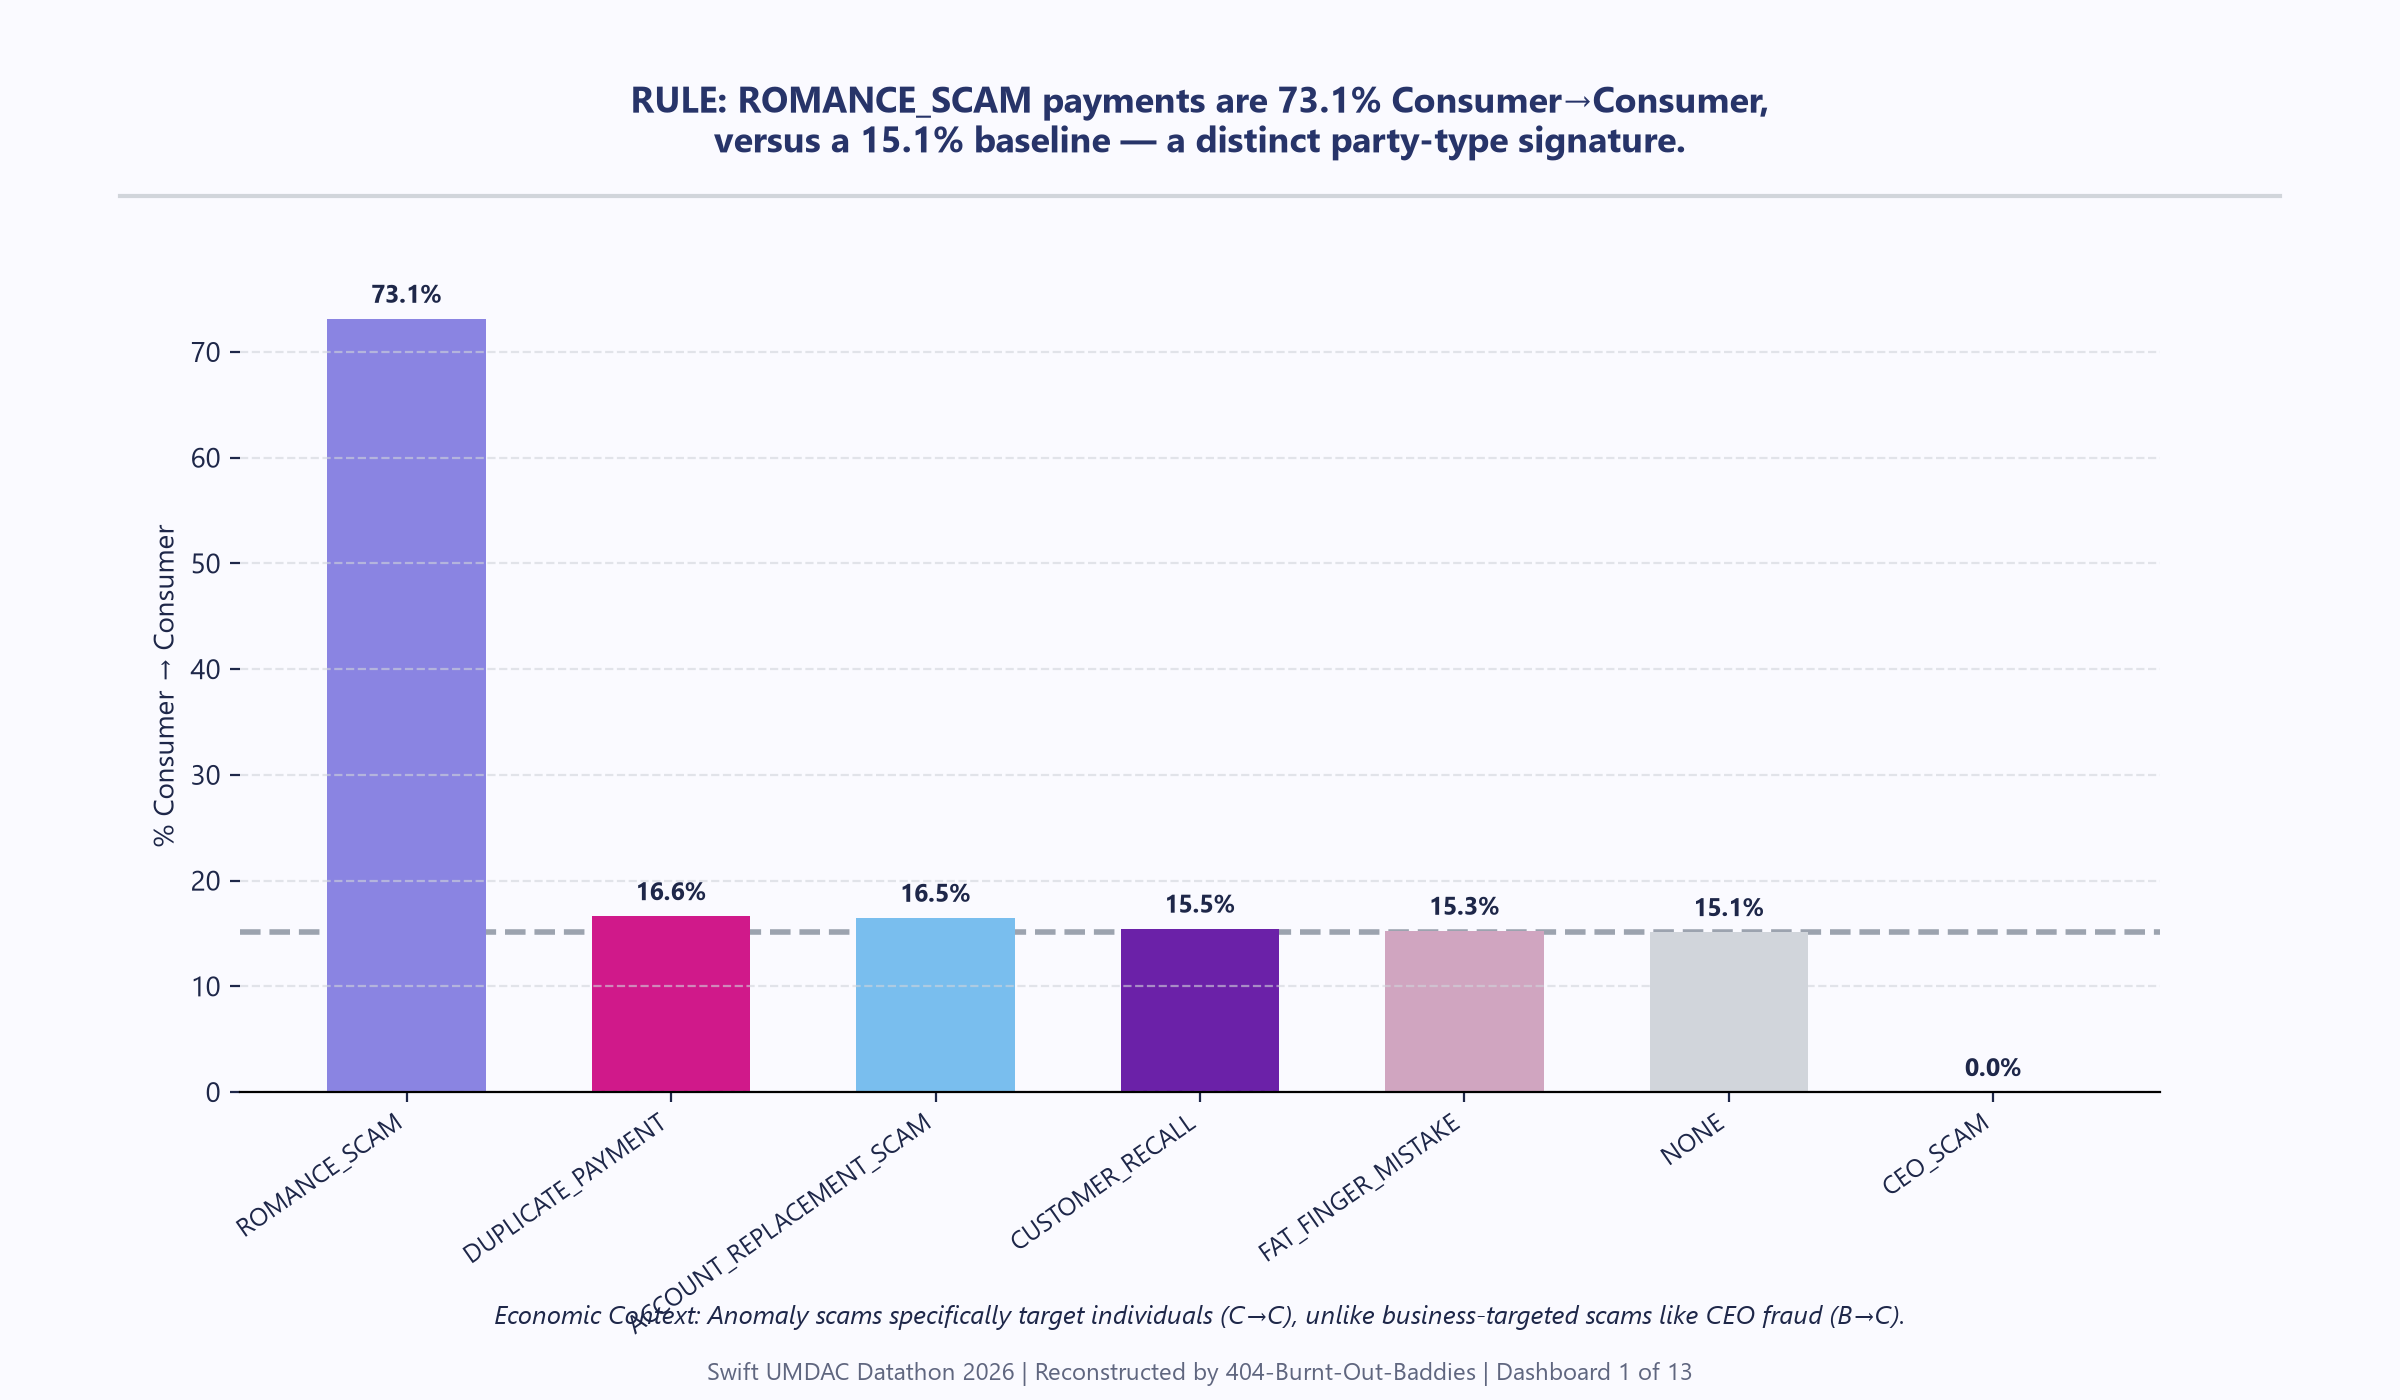 RULE: ROMANCE_SCAM payments are 73.1% Consumer→Consumer,
versus a 15.1% baseline — a distinct party-type signature.
% Consumer → Consumer
70
60
50
40
30
20
10
0
73.1%
16.6%
16.5%
15.5%
15.3%
15.1%
0.0%
ROMANCE_SCAM
DUPLICATE_PAYMENT
ACCOUNT_REPLACEMENT_SCAM
CUSTOMER_RECALL
FAT_FINGER_MISTAKE
NONE
CEO_SCAM
Economic Context: Anomaly scams specifically target individuals (C→C), unlike business-targeted scams like CEO fraud (B→C).
Swift UMDAC Datathon 2026 | Reconstructed by 404-Burnt-Out-Baddies | Dashboard 1 of 13